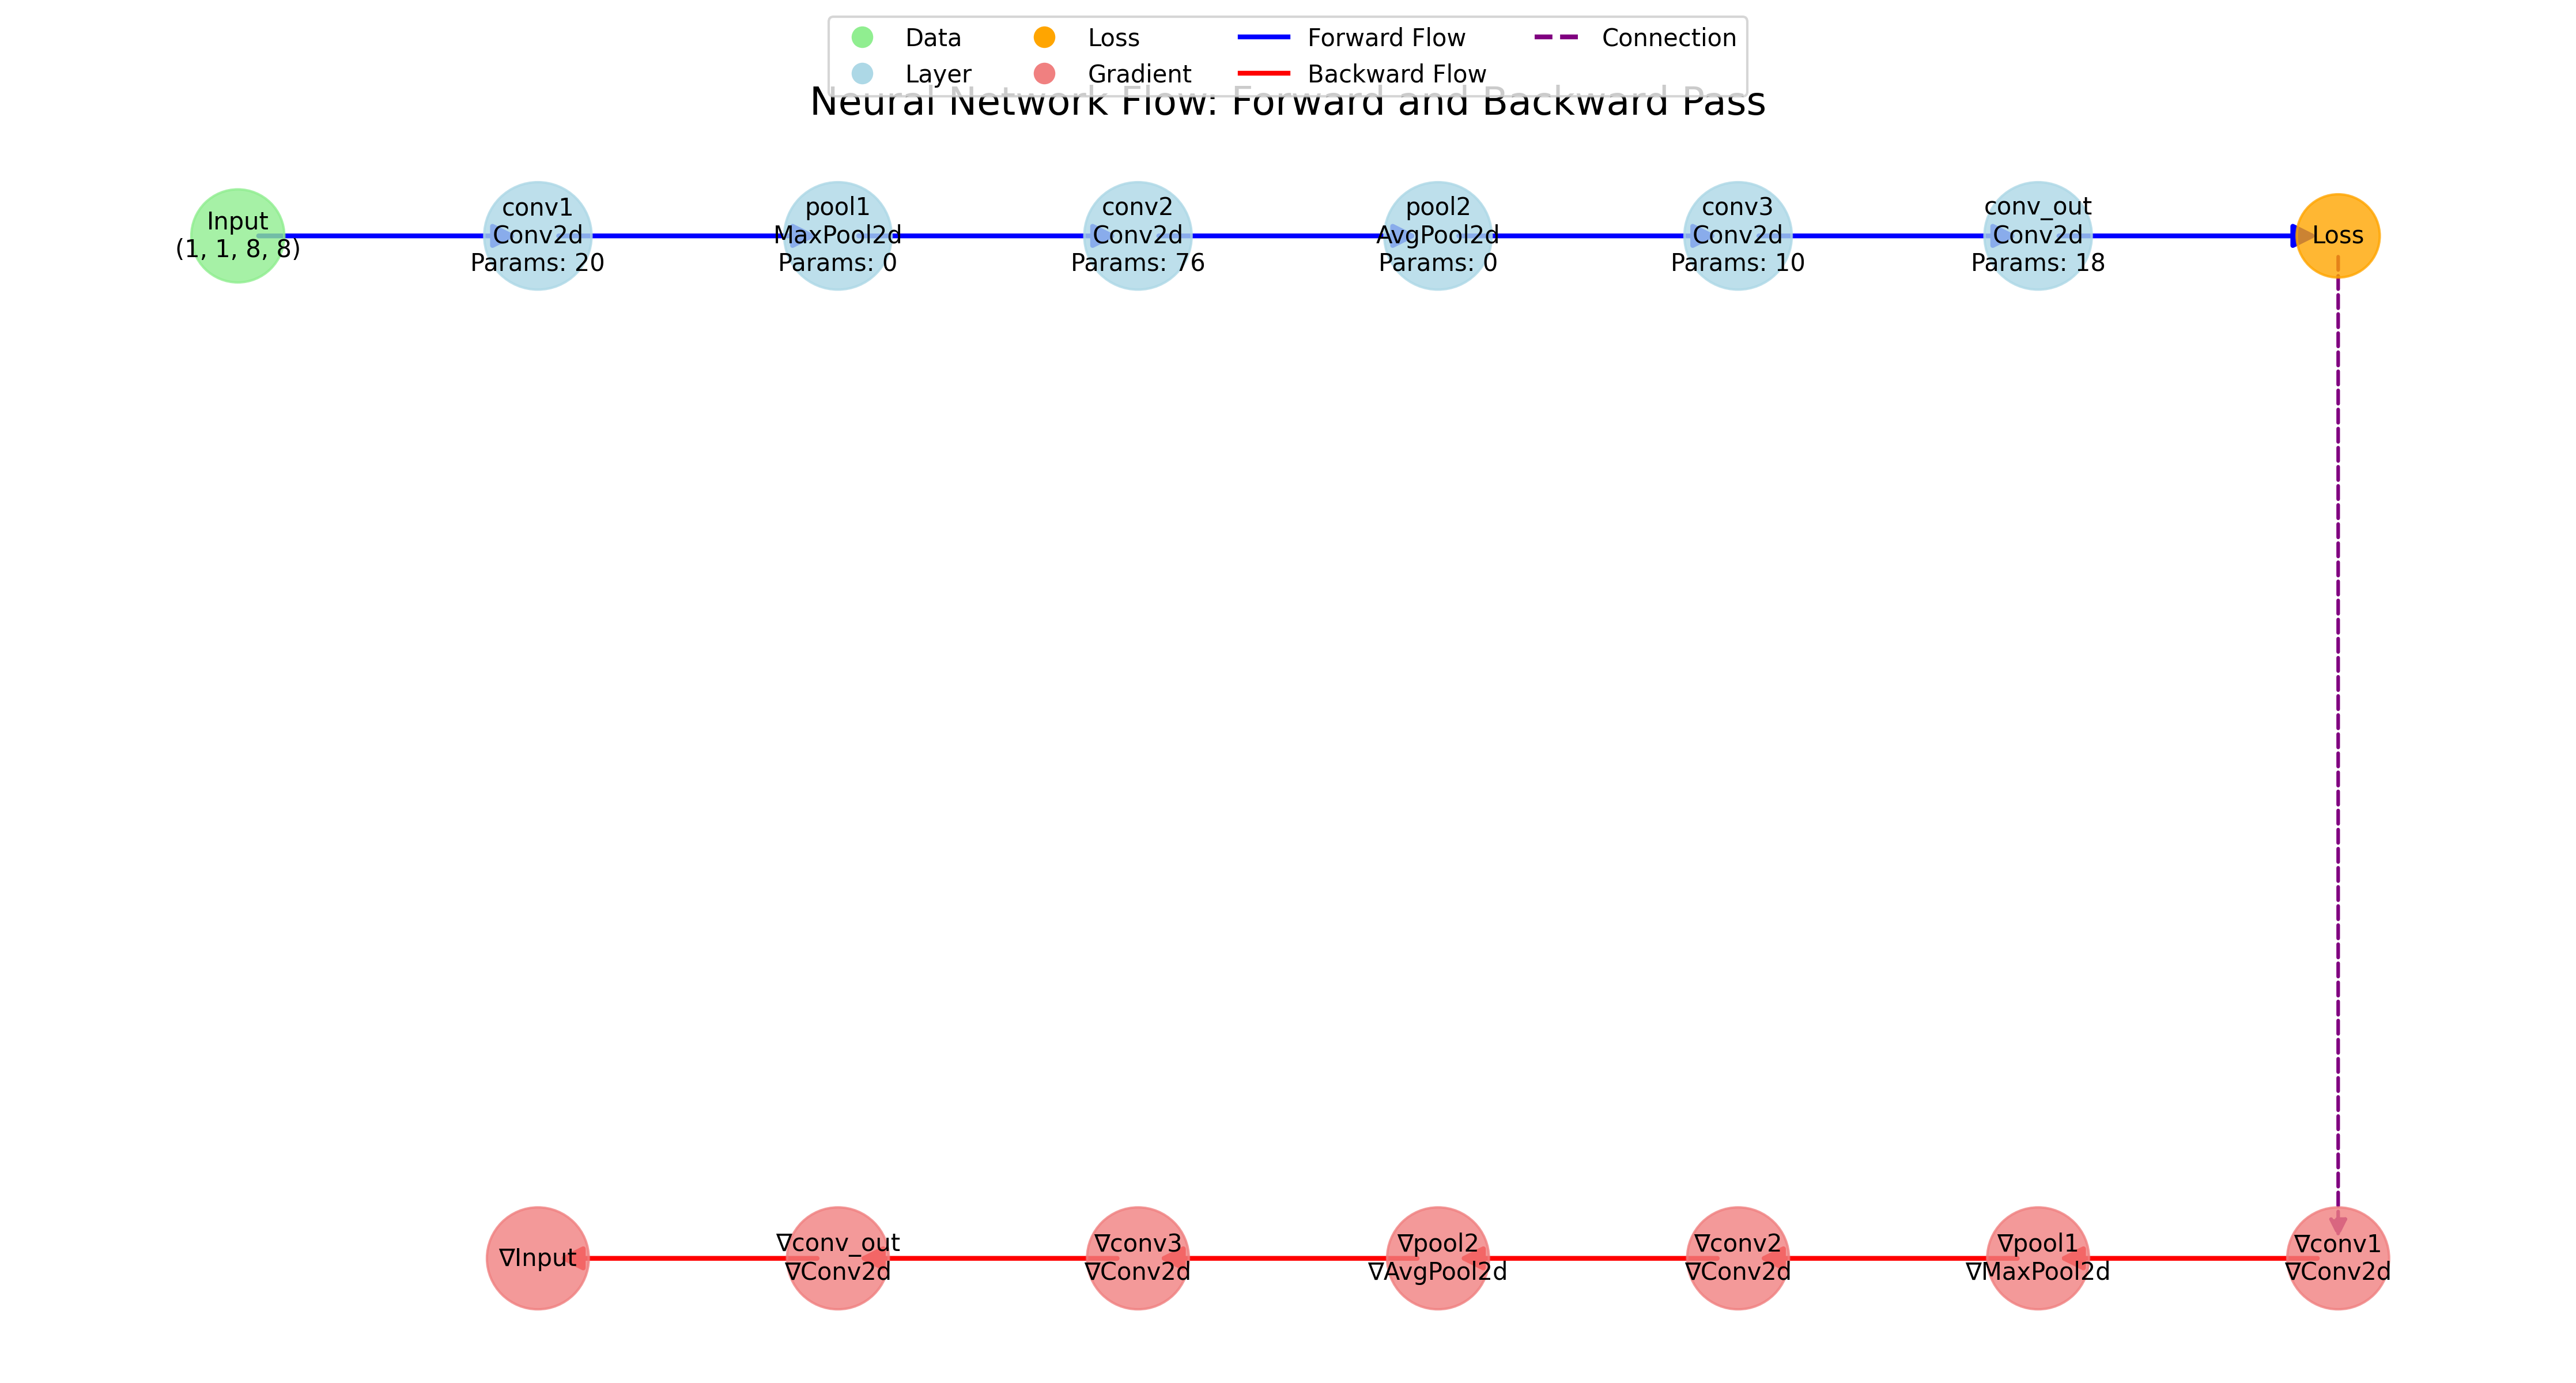 Data
Layer
Loss
Gradient
Forward Flow
Backward Flow
Connection
Neural Network Flow: Forward and Backward Pass
Input
(1, 1, 8, 8)
conv1
Conv2d
Params: 20
pool1
MaxPool2d
Params: 0
conv2
Conv2d
Params: 76
pool2
AvgPool2d
Params: 0
conv3
Conv2d
Params: 10
conv_out
Conv2d
Params: 18
Loss
∇Input
∇conv_out
∇Conv2d
∇conv3
∇Conv2d
∇pool2
∇AvgPool2d
∇conv2
∇Conv2d
∇pool1
∇MaxPool2d
∇conv1
∇Conv2d